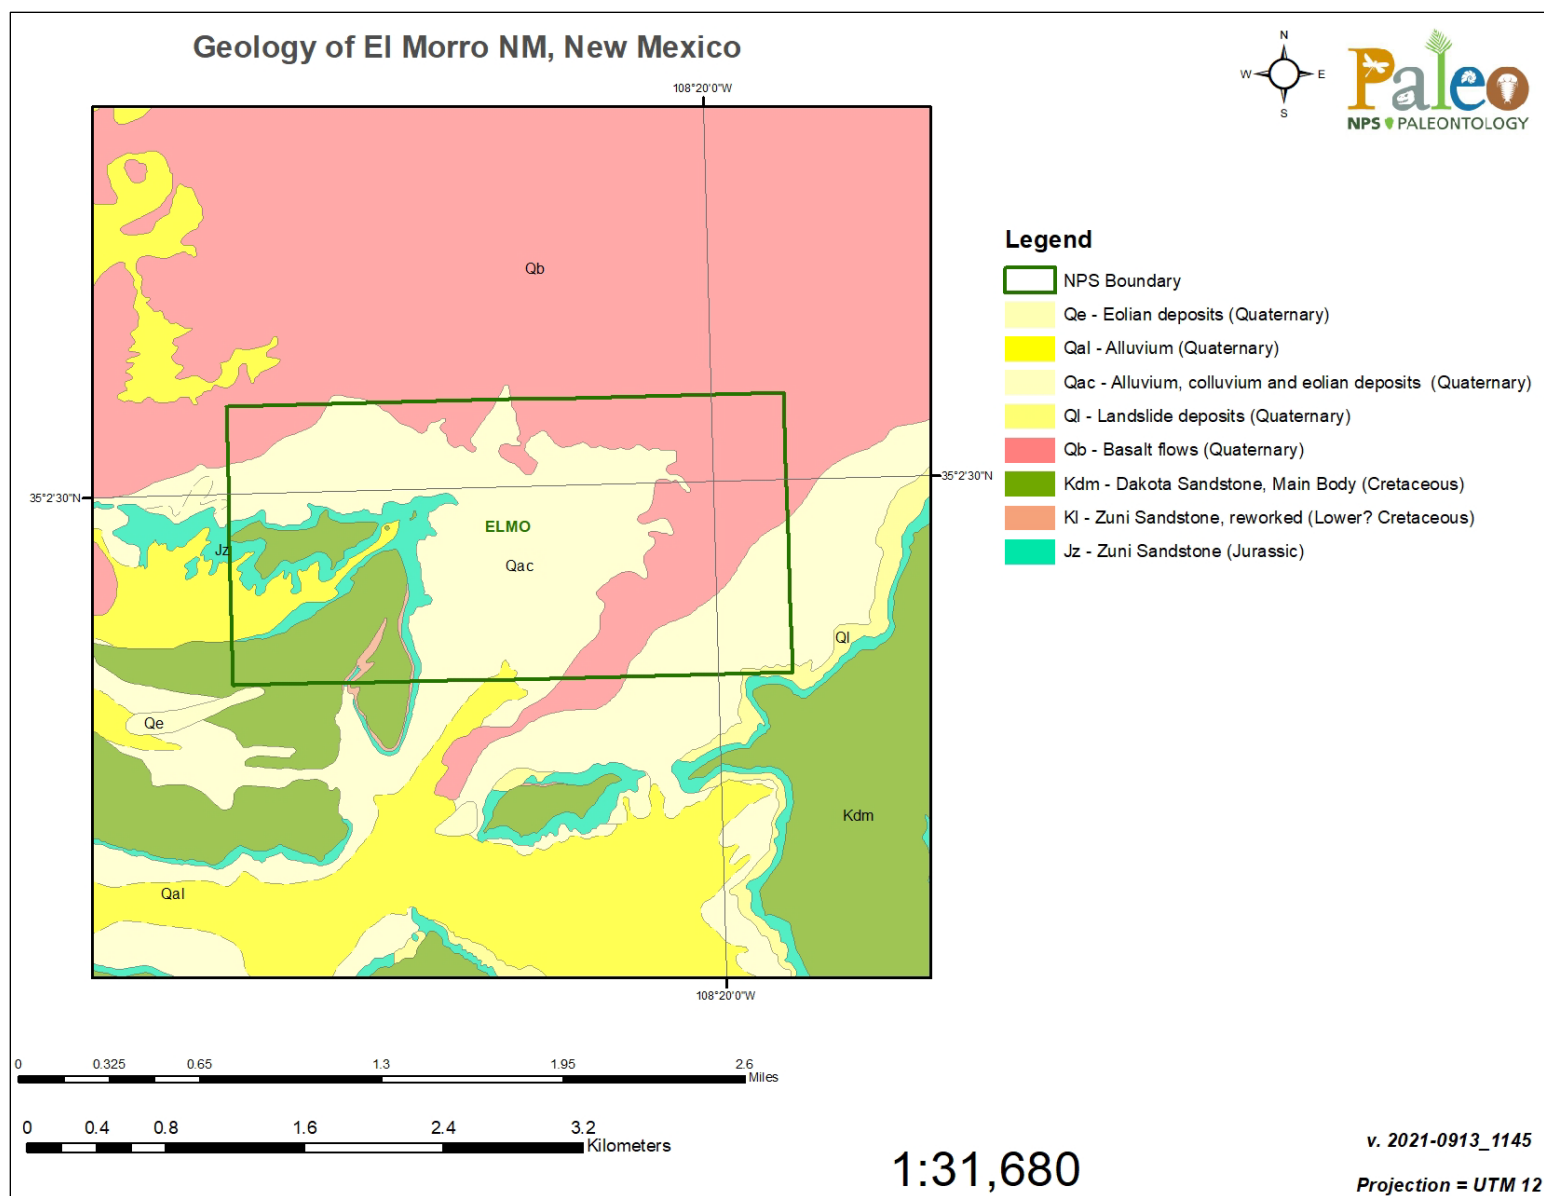 Geology of El Morro NM, New Mexico
N
W E
S
Paleo
NPS PALEONTOLOGY
108°20'0"W
Qb
35°2'30"N
35°2'30"N
ELMO
Jz
Qac
Ql
Qe
Kdm
Qal
108°20'0"W
Legend
NPS Boundary
Qe - Eolian deposits (Quaternary)
Qal - Alluvium (Quaternary)
Qac - Alluvium, colluvium and eolian deposits (Quaternary)
Ql - Landslide deposits (Quaternary)
Qb - Basalt flows (Quaternary)
Kdm - Dakota Sandstone, Main Body (Cretaceous)
Kl - Zuni Sandstone, reworked (Lower? Cretaceous)
Jz - Zuni Sandstone (Jurassic)
0 0.325 0.65 1.3 1.95 2.6
Miles
0 0.4 0.8 1.6 2.4 3.2
Kilometers
1:31,680
v. 2021-0913_1145
Projection = UTM 12